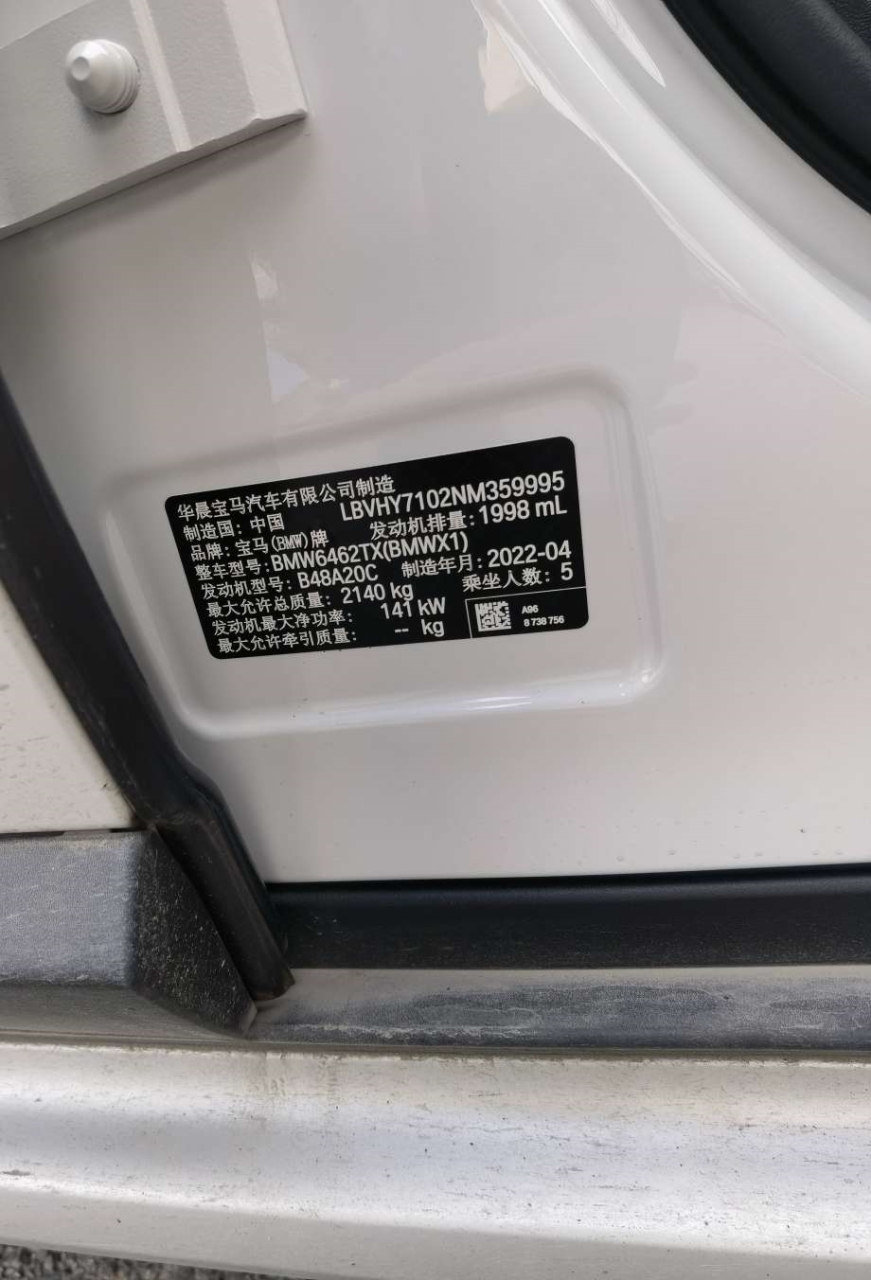 华晨宝马汽车有限公司制造
制造国: 中国 LBVHY7102NM359995
品牌: 宝马(BMW)牌 发动机排量: 1998 mL
整车型号: BMW6462TX(BMWX1)
发动机型号: B48A20C 制造年月: 2022-04
最大允许总质量: 2140 kg 乘坐人数: 5
发动机最大净功率: 141 kW
最大允许牵引质量: -- kg
A96
8 738 756